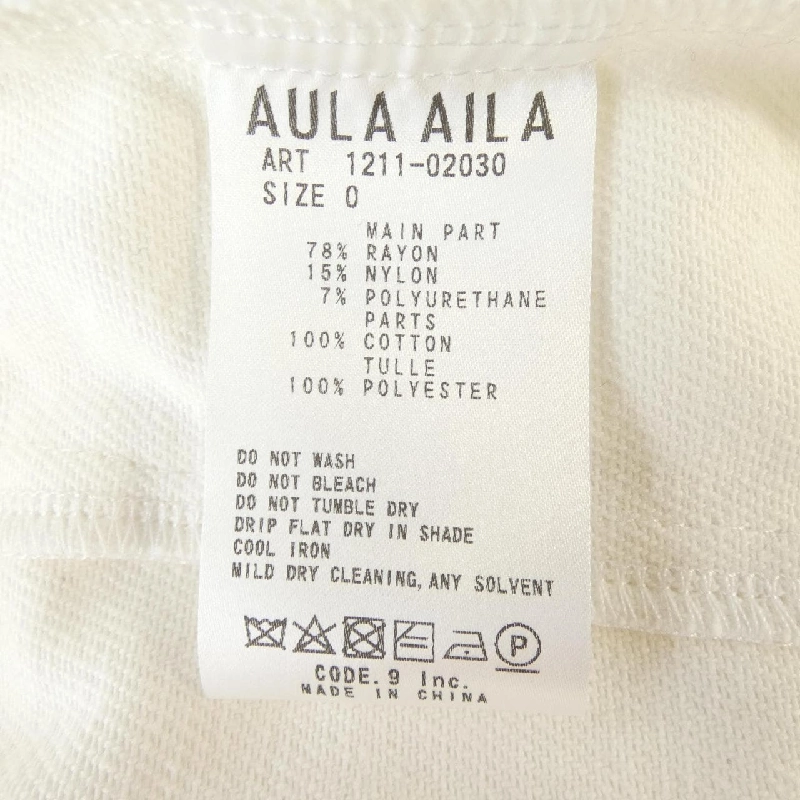 AULA AILA
ART 1211-02030
SIZE 0
MAIN PART
78% RAYON
15% NYLON
7% POLYURETHANE
PARTS
100% COTTON
TULLE
100% POLYESTER
DO NOT WASH
DO NOT BLEACH
DO NOT TUMBLE DRY
DRIP FLAT DRY IN SHADE
COOL IRON
MILD DRY CLEANING, ANY SOLVENT
P
CODE.9 Inc.
MADE IN CHINA